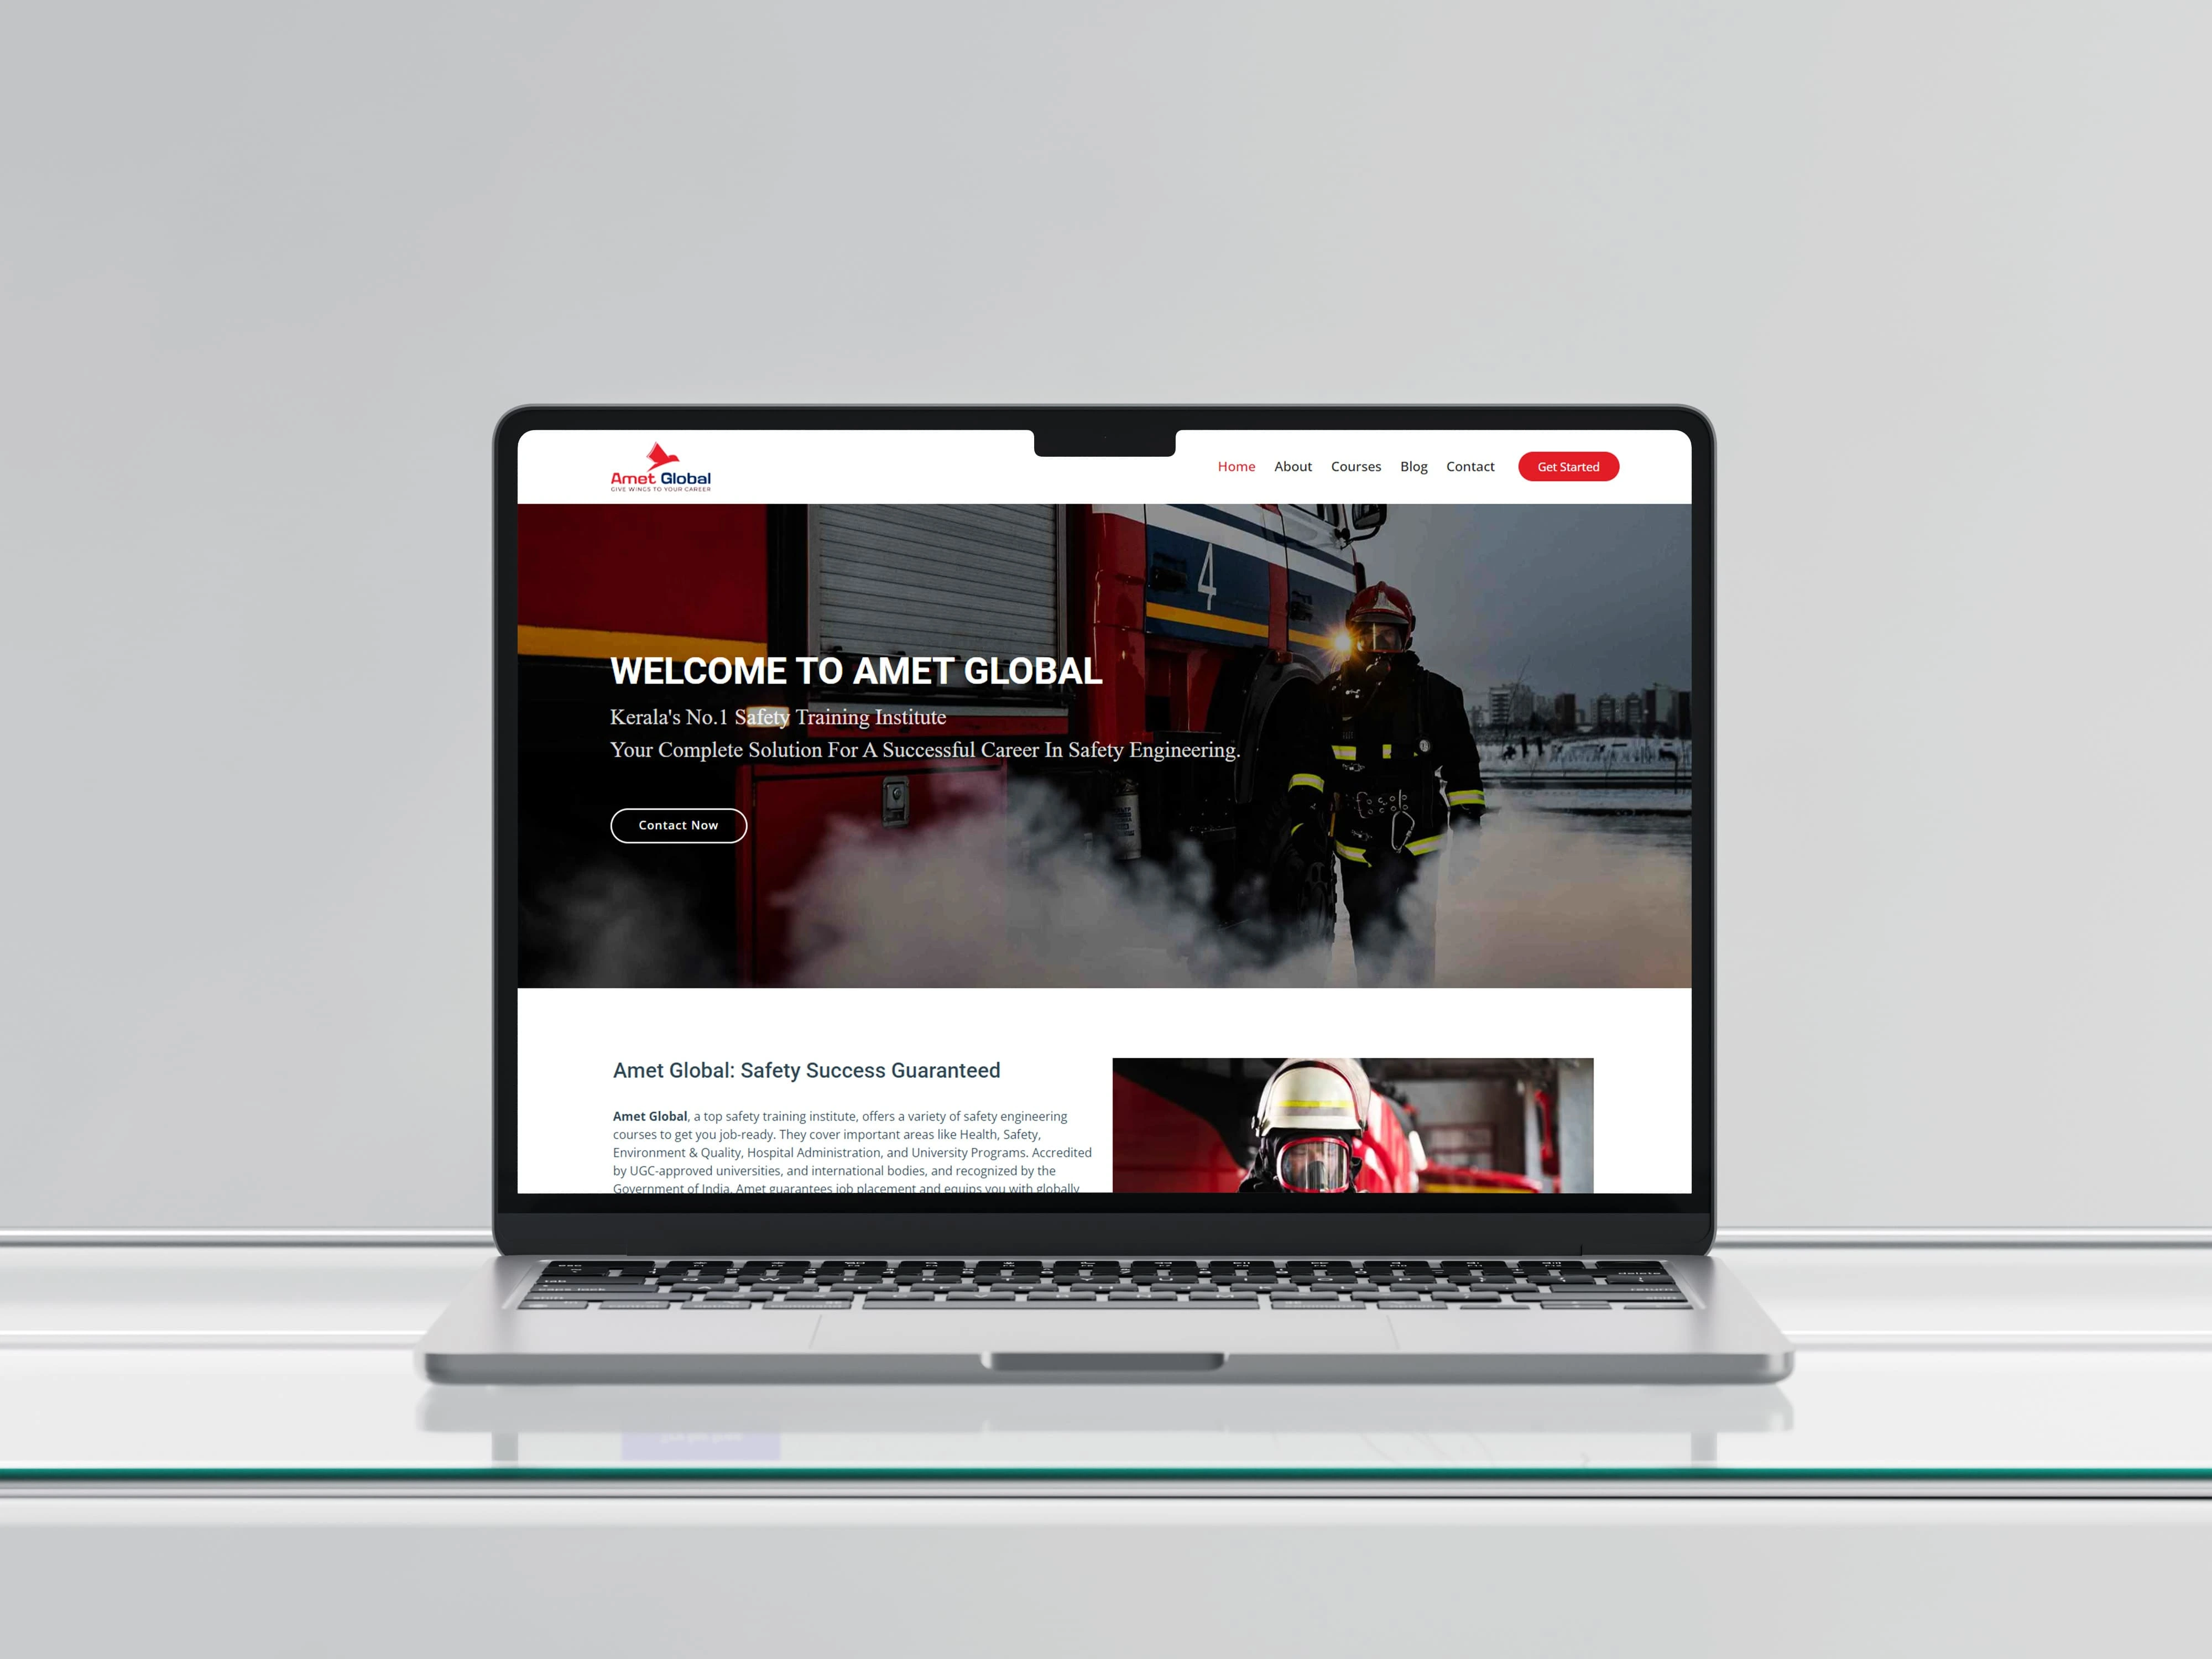 Amet Global
GIVE WINGS TO YOUR CAREER
Home About Courses Blog Contact Get Started
4
WELCOME TO AMET GLOBAL
Kerala's No.1 Safety Training Institute
Your Complete Solution For A Successful Career In Safety Engineering.
Contact Now
Amet Global: Safety Success Guaranteed
Amet Global, a top safety training institute, offers a variety of safety engineering
courses to get you job-ready. They cover important areas like Health, Safety,
Environment & Quality, Hospital Administration, and University Programs. Accredited
by UGC-approved universities, and international bodies, and recognized by the
Government of India, Amet guarantees job placement and equips you with globally
tab
delete
return